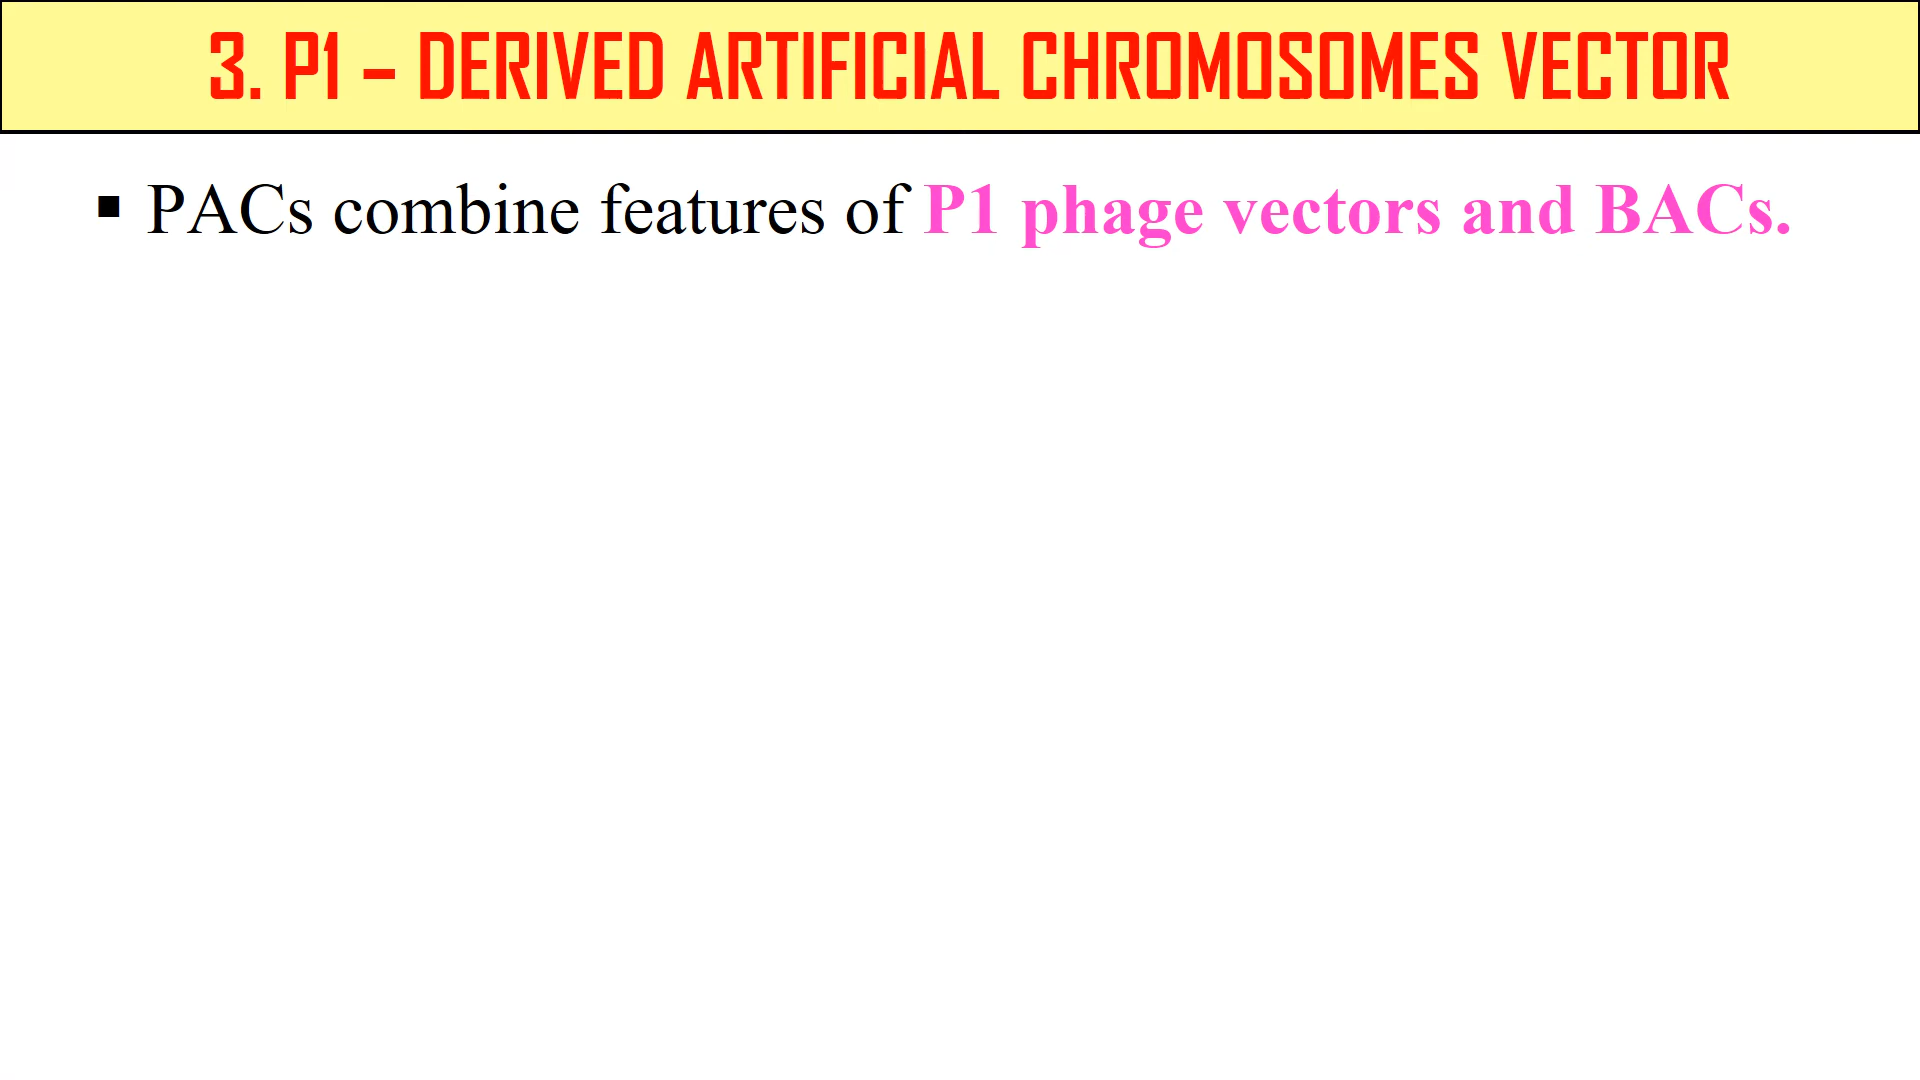 3. P1 – DERIVED ARTIFICIAL CHROMOSOMES VECTOR
▪ PACs combine features of P1 phage vectors and BACs.